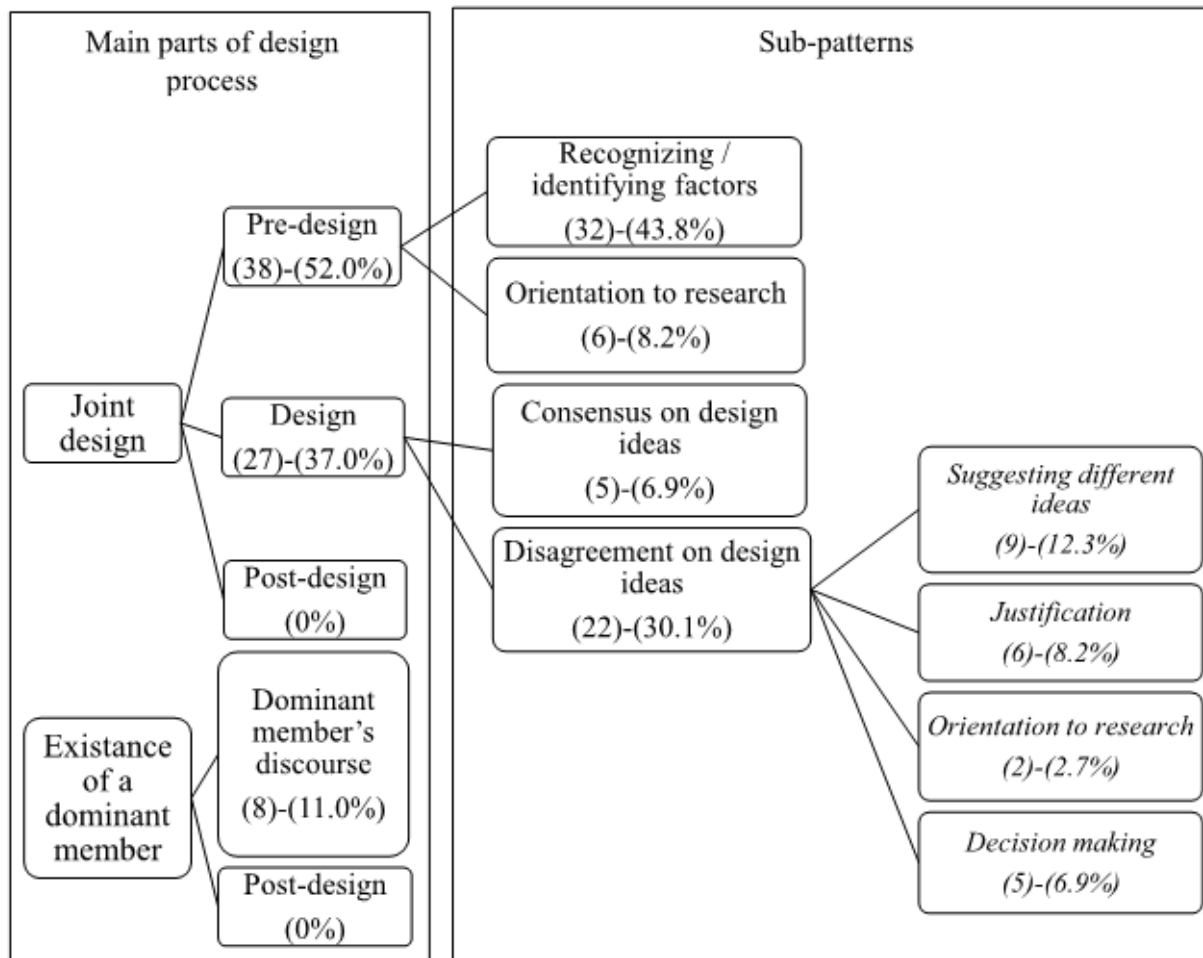 Main parts of design
process
Sub-patterns
Joint
design
Pre-design
(38)-(52.0%)
Recognizing /
identifying factors
(32)-(43.8%)
Orientation to research
(6)-(8.2%)
Design
(27)-(37.0%)
Consensus on design
ideas
(5)-(6.9%)
Disagreement on design
ideas
(22)-(30.1%)
Suggesting different
ideas
(9)-(12.3%)
Justification
(6)-(8.2%)
Orientation to research
(2)-(2.7%)
Decision making
(5)-(6.9%)
Post-design
(0%)
Existance
of a
dominant
member
Dominant
member’s
discourse
(8)-(11.0%)
Post-design
(0%)